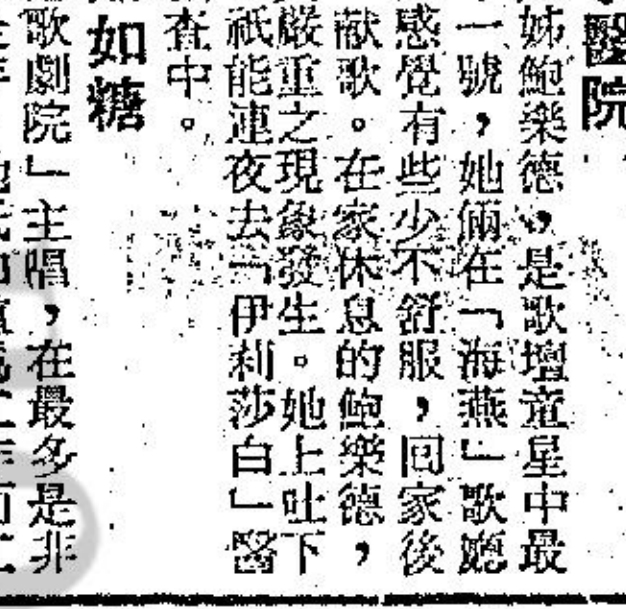 醫院
姊鮑樂德，是歌壇童星中最
一號，她倆在「海燕」歌廳
感覺有些少不舒服，回家後
献歌。在家休息的鮑樂德，
嚴重之現象發生。她上吐下
祇能連夜去「伊利莎白」醫
查中。
如糖
歌劇院」主唱，在最多是非